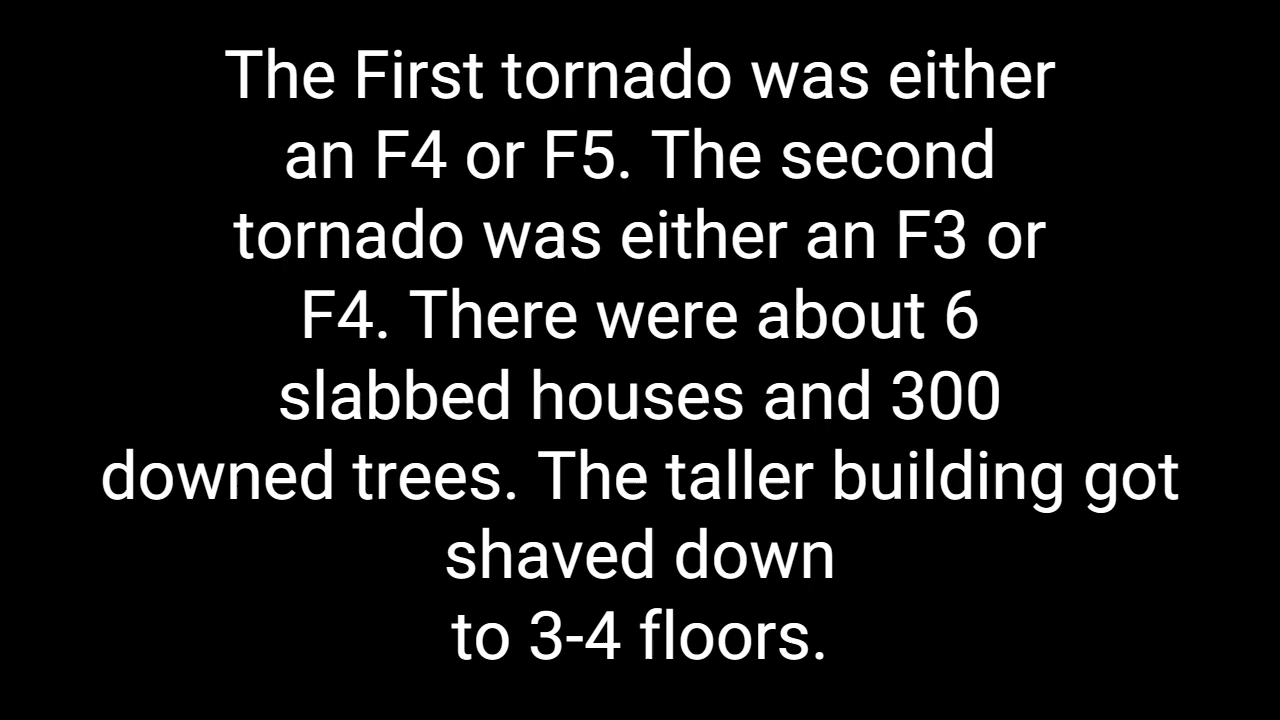 The First tornado was either
an F4 or F5. The second
tornado was either an F3 or
F4. There were about 6
slabbed houses and 300
downed trees. The taller building got
shaved down
to 3-4 floors.